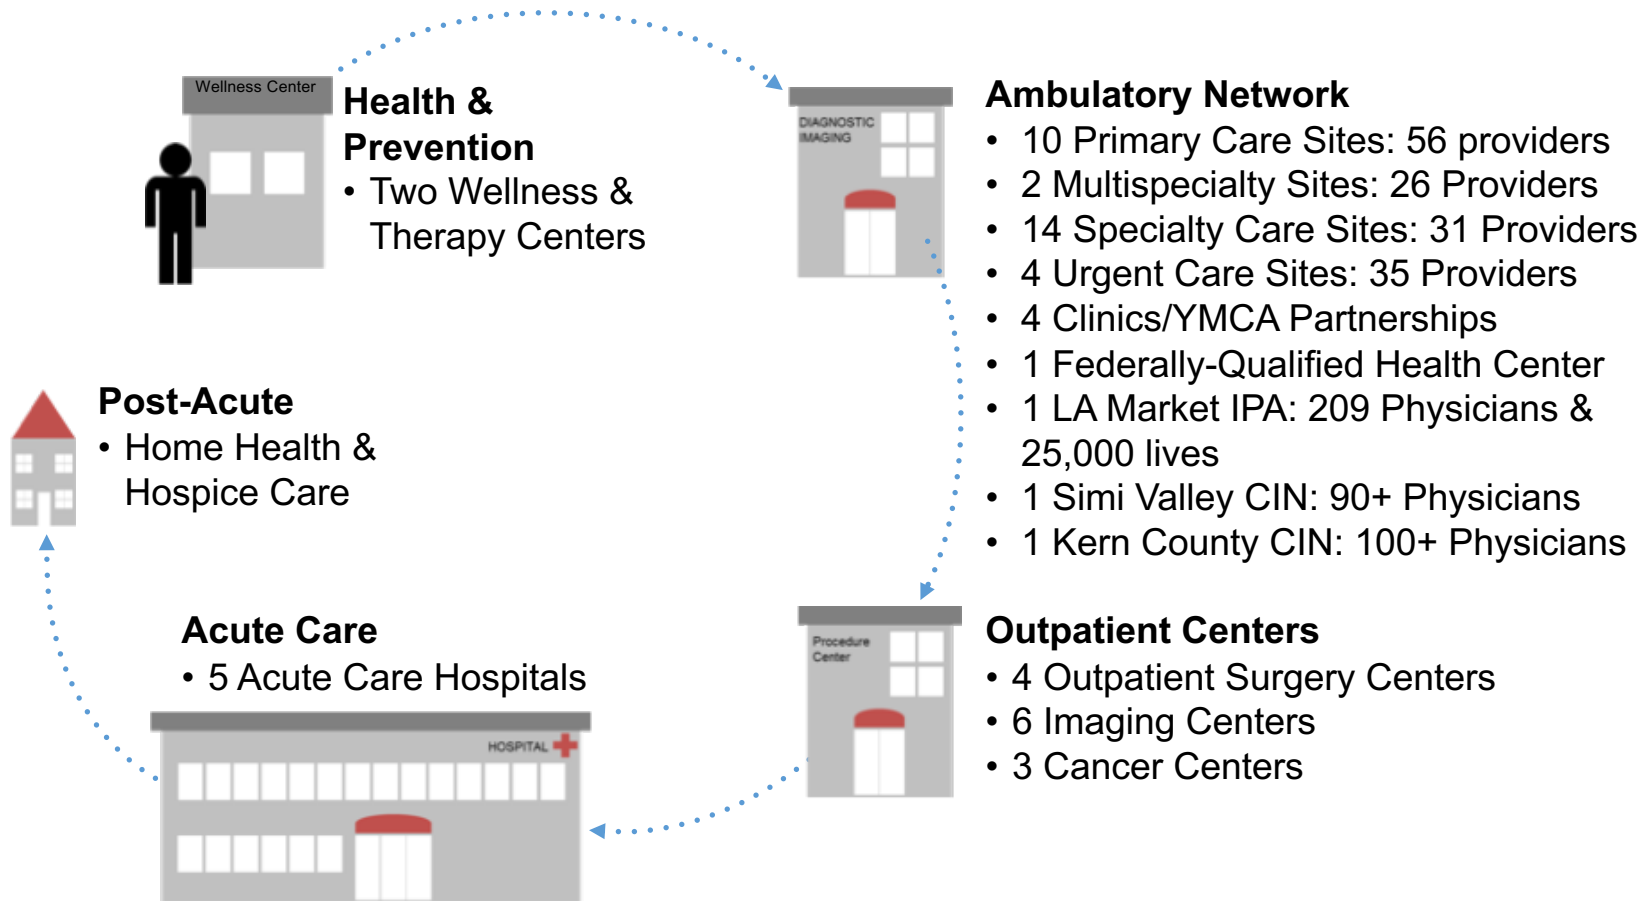 Wellness Center
Health &
Prevention
• Two Wellness &
Therapy Centers
DIAGNOSTIC
IMAGING
Ambulatory Network
• 10 Primary Care Sites: 56 providers
• 2 Multispecialty Sites: 26 Providers
• 14 Specialty Care Sites: 31 Providers
• 4 Urgent Care Sites: 35 Providers
• 4 Clinics/YMCA Partnerships
• 1 Federally-Qualified Health Center
• 1 LA Market IPA: 209 Physicians &
25,000 lives
• 1 Simi Valley CIN: 90+ Physicians
• 1 Kern County CIN: 100+ Physicians
Post-Acute
• Home Health &
Hospice Care
Acute Care
• 5 Acute Care Hospitals
HOSPITAL
Procedure
Center
Outpatient Centers
• 4 Outpatient Surgery Centers
• 6 Imaging Centers
• 3 Cancer Centers